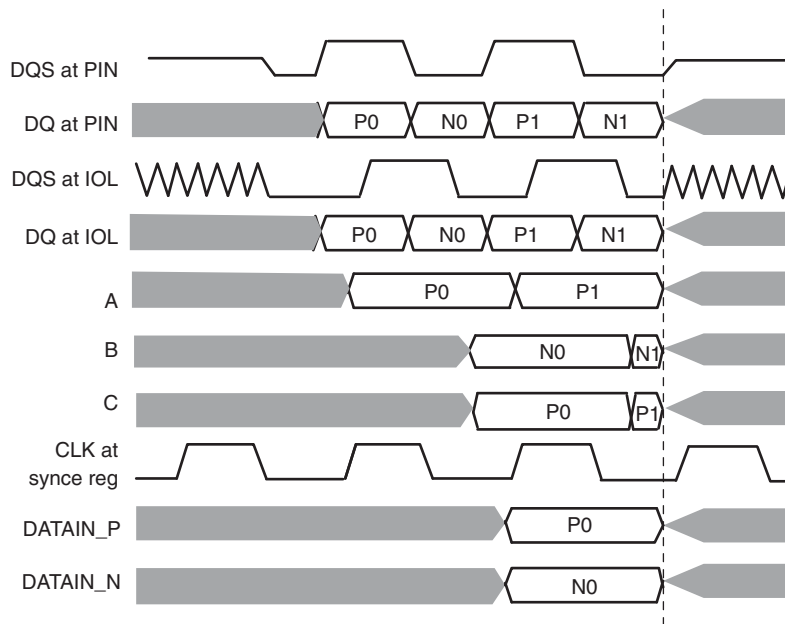 DQS at PIN
DQ at PIN
P0 N0 P1 N1
DQS at IOL
DQ at IOL
P0 N0 P1 N1
A
P0 P1
B
N0 N1
C
P0 P1
CLK at
synce reg
DATAIN_P
P0
DATAIN_N
N0